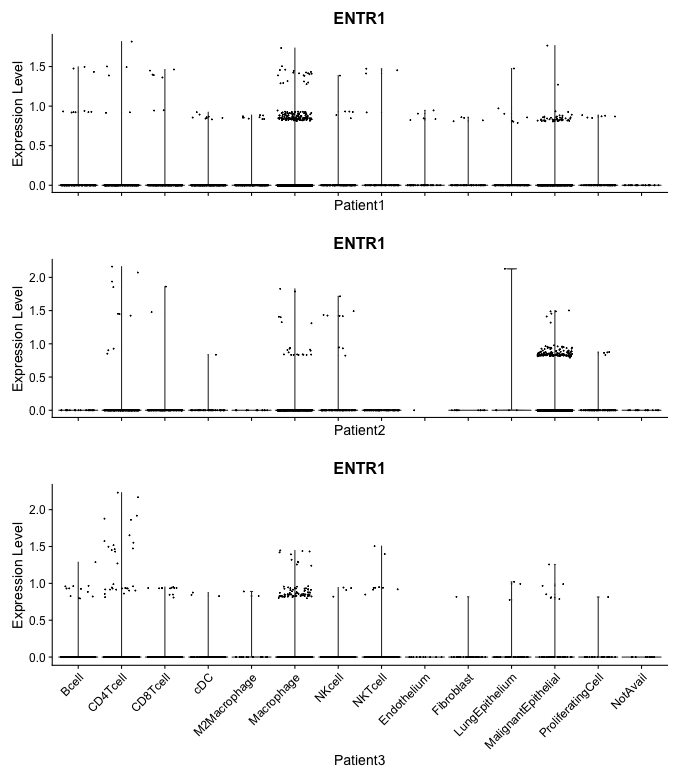 ENTR1
Expression Level
1.5
1.0
0.5
0.0
Patient1
ENTR1
Expression Level
2.0
1.5
1.0
0.5
0.0
Patient2
ENTR1
Expression Level
2.0
1.5
1.0
0.5
0.0
Bcell
CD4Tcell
CD8Tcell
cDC
M2Macrophage
Macrophage
NKcell
NKTcell
Endothelium
Fibroblast
LungEpithelium
MalignantEpithelial
ProliferatingCell
NotAvail
Patient3